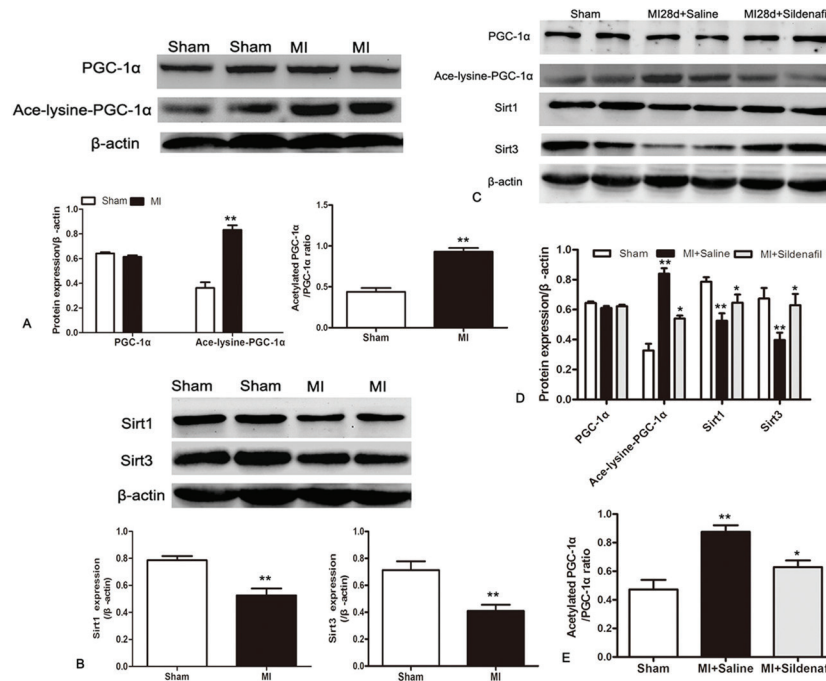 Sham Sham MI MI
PGC-1α
Ace-lysine-PGC-1α
β-actin
Sham MI
Protein expression/β -actin
0.0
0.2
0.4
0.6
0.8
1.0
**
PGC-1α Ace-lysine-PGC-1α
A
Acetylated PGC-1α
/PGC-1α ratio
0.0
0.5
1.0
1.5
**
Sham MI
Sham Sham MI MI
Sirt1
Sirt3
β-actin
Sirt1 expression
(/β -actin)
0.0
0.2
0.4
0.6
0.8
1.0
**
Sham MI
B
Sirt3 expression
(/β -actin)
0.0
0.2
0.4
0.6
0.8
1.0
**
Sham MI
Sham MI28d+Saline MI28d+Sildenafi
PGC-1α
Ace-lysine-PGC-1α
Sirt1
Sirt3
β-actin
C
Sham MI+Saline MI+Sildenafil
Protein expression/β -actin
0.0
0.2
0.4
0.6
0.8
1.0
** * ** * ** *
PGC-1α Ace-lysine-PGC-1α Sirt1 Sirt3
D
Acetylated PGC-1α
/PGC-1α ratio
0.0
0.2
0.4
0.6
0.8
1.0
** *
Sham MI+Saline MI+Sildenafi
E